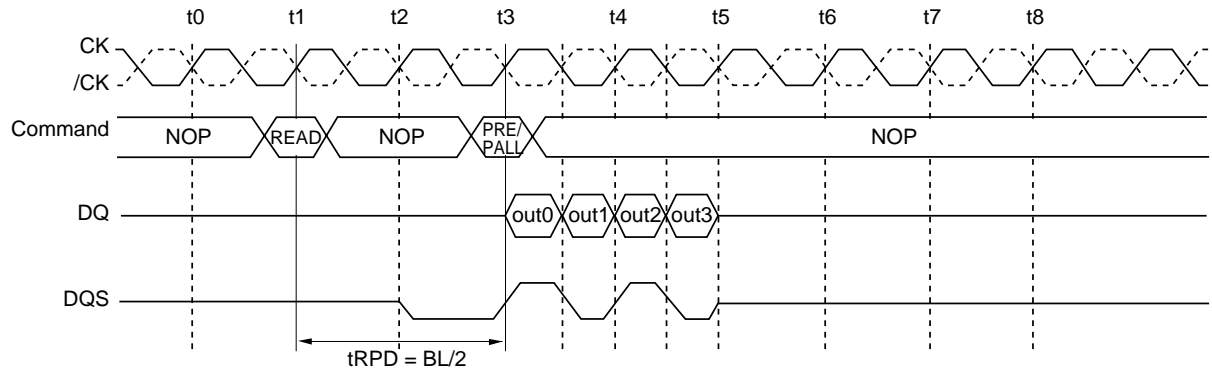 t0 t1 t2 t3 t4 t5 t6 t7 t8
CK
/CK
Command NOP READ NOP PRE/ PALL NOP
DQ out0 out1 out2 out3
DQS
tRPD = BL/2